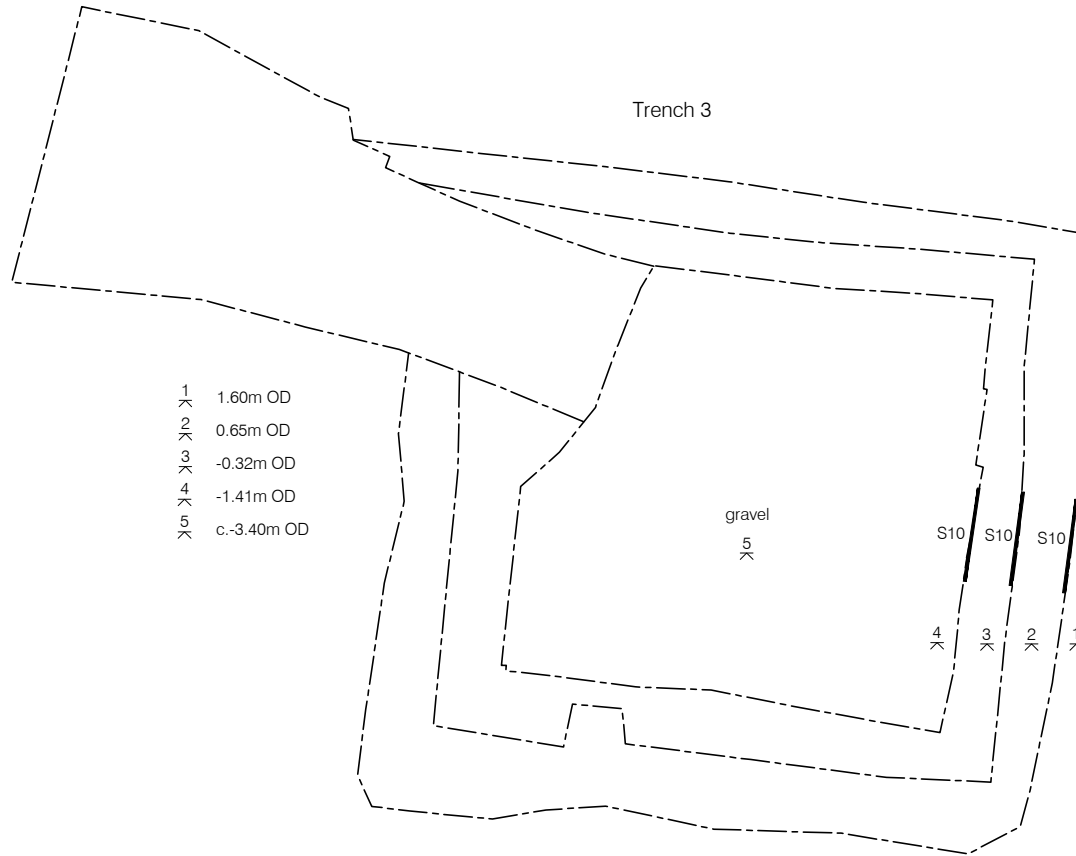 Trench 3
1 1.60m OD
2 0.65m OD
3 -0.32m OD
4 -1.41m OD
5 c.-3.40m OD
gravel
5
S10 S10 S10
4 3 2 1